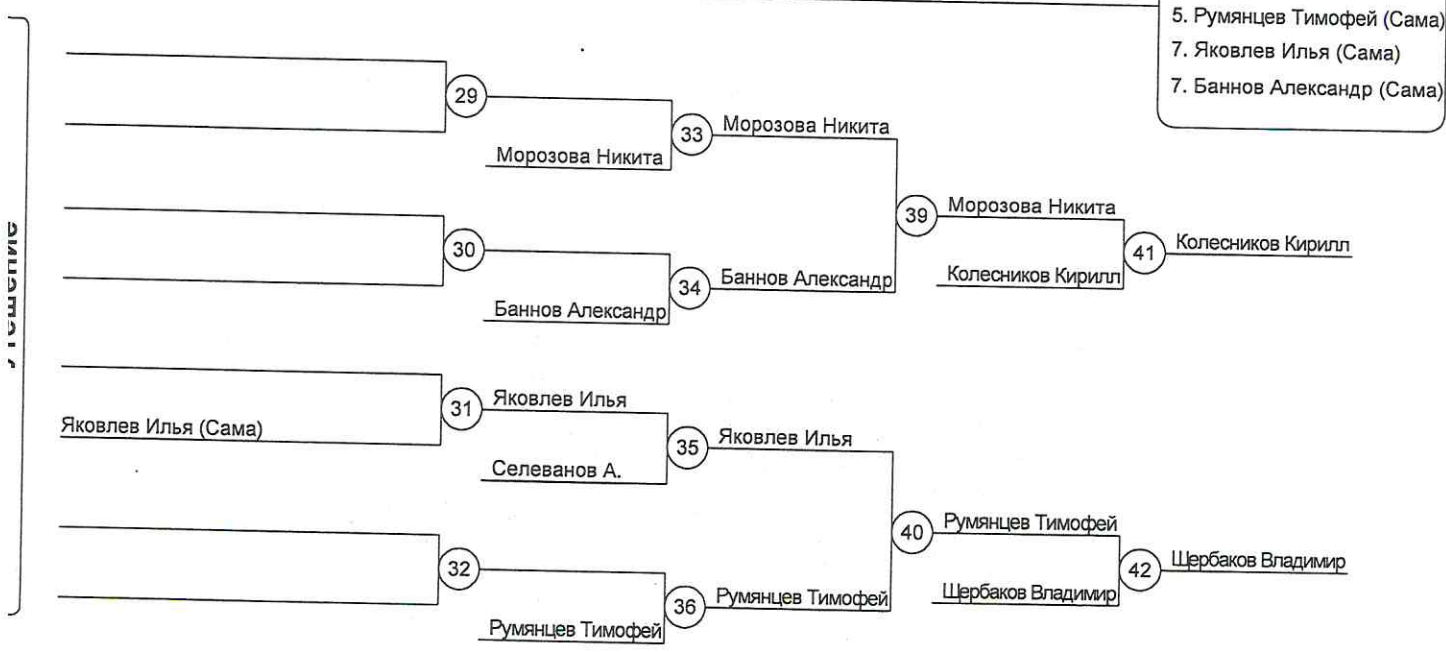 5. Румянцев Тимофей (Сама)
7. Яковлев Илья (Сама)
7. Баннов Александр (Сама)
29
33
Морозова Никита
Морозова Никита
39
Морозова Никита
30
41
Колесников Кирилл
Колесников Кирилл
34
Баннов Александр
Баннов Александр
31
Яковлев Илья
Яковлев Илья (Сама)
35
Яковлев Илья
Селеванов А.
40
Румянцев Тимофей
32
42
Щербаков Владимир
Щербаков Владимир
36
Румянцев Тимофей
Румянцев Тимофей